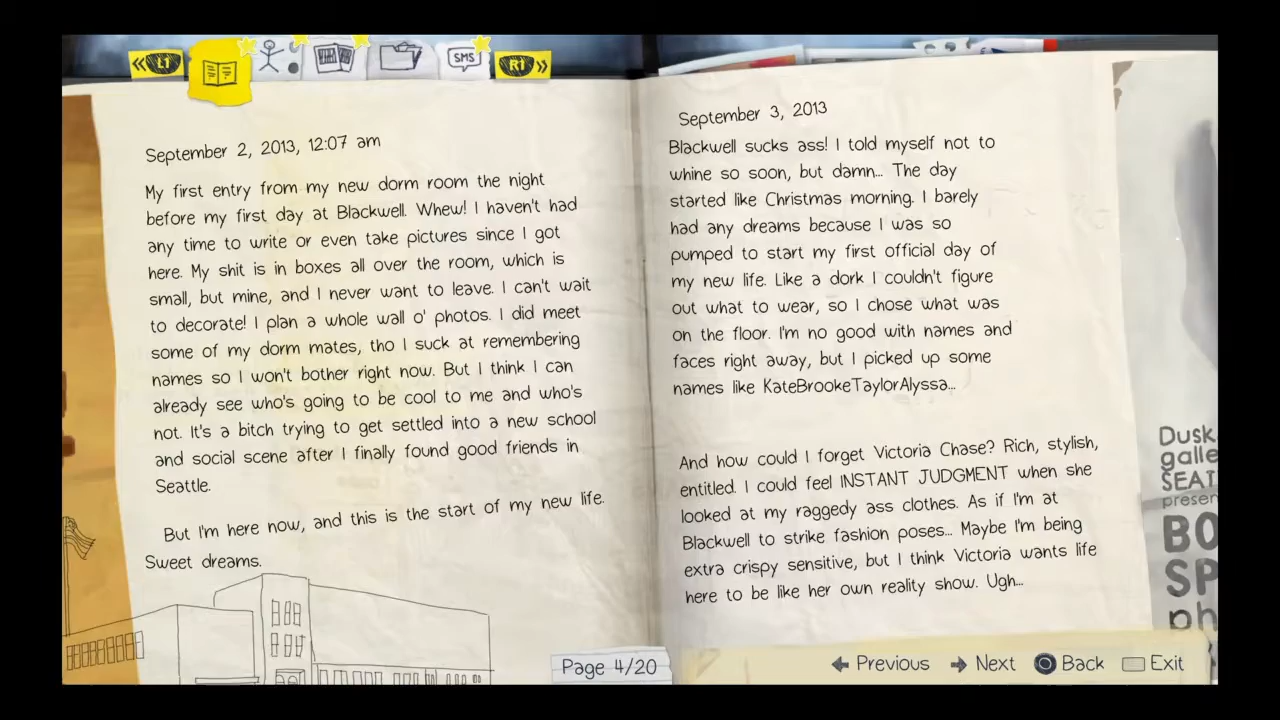 L1
SMS
R1
September 2, 2013, 12:07 am
My first entry from my new dorm room the night
before my first day at Blackwell. Whew! I haven't had
any time to write or even take pictures since I got
here. My shit is in boxes all over the room, which is
small, but mine, and I never want to leave. I can't wait
to decorate! I plan a whole wall o' photos. I did meet
some of my dorm mates, tho I suck at remembering
names so I won't bother right now. But I think I can
already see who's going to be cool to me and who's
not. It's a bitch trying to get settled into a new school
and social scene after I finally found good friends in
Seattle.
But I'm here now, and this is the start of my new life.
Sweet dreams.
September 3, 2013
Blackwell sucks ass! I told myself not to
whine so soon, but damn... The day
started like Christmas morning. I barely
had any dreams because I was so
pumped to start my first official day of
my new life. Like a dork I couldn't figure
out what to wear, so I chose what was
on the floor. I'm no good with names and
faces right away, but I picked up some
names like KateBrookeTaylorAlyssa...
And how could I forget Victoria Chase? Rich, stylish,
entitled. I could feel INSTANT JUDGMENT when she
looked at my raggedy ass clothes. As if I'm at
Blackwell to strike fashion poses... Maybe I'm being
extra crispy sensitive, but I think Victoria wants life
here to be like her own reality show. Ugh...
Dusk
galle
SEAT
presen
BO
SP
ph
Page 4/20
Previous Next Back Exit